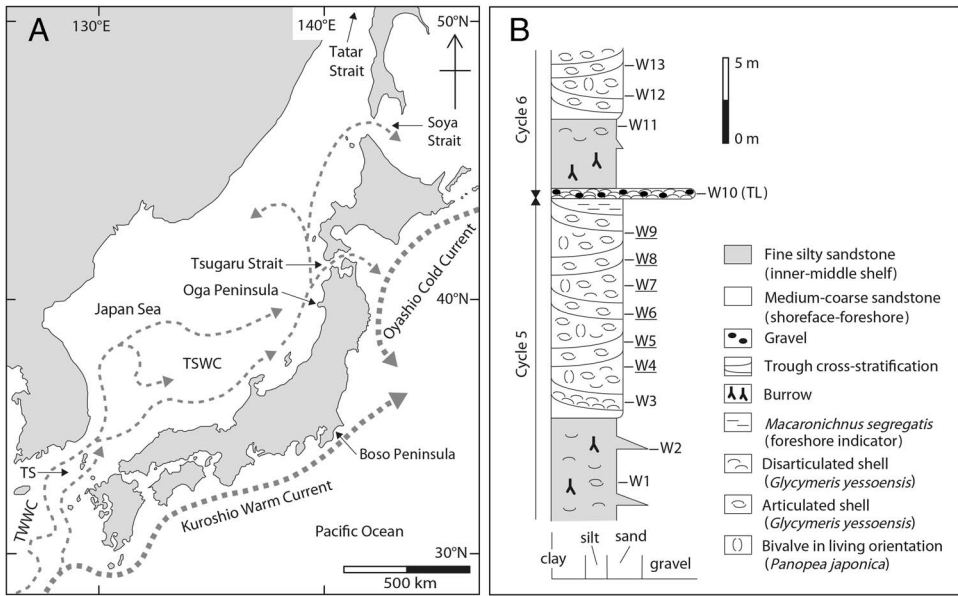 A
130°E
140°E
50°N
Tatar
Strait
Soya
Strait
Tsugaru Strait
Oga Peninsula
Oyashio Cold Current
40°N
Japan Sea
TSWC
TS
Boso Peninsula
TWWC
Kuroshio Warm Current
Pacific Ocean
30°N
500 km
B
Cycle 6
Cycle 5
W13
W12
W11
W10 (TL)
W9
W8
W7
W6
W5
W4
W3
W2
W1
5 m
0 m
clay
silt
sand
gravel
Fine silty sandstone
(inner-middle shelf)
Medium-coarse sandstone
(shoreface-foreshore)
Gravel
Trough cross-stratification
Burrow
Macaronichnus segregatis
(foreshore indicator)
Disarticulated shell
(Glycymeris yessoensis)
Articulated shell
(Glycymeris yessoensis)
Bivalve in living orientation
(Panopea japonica)